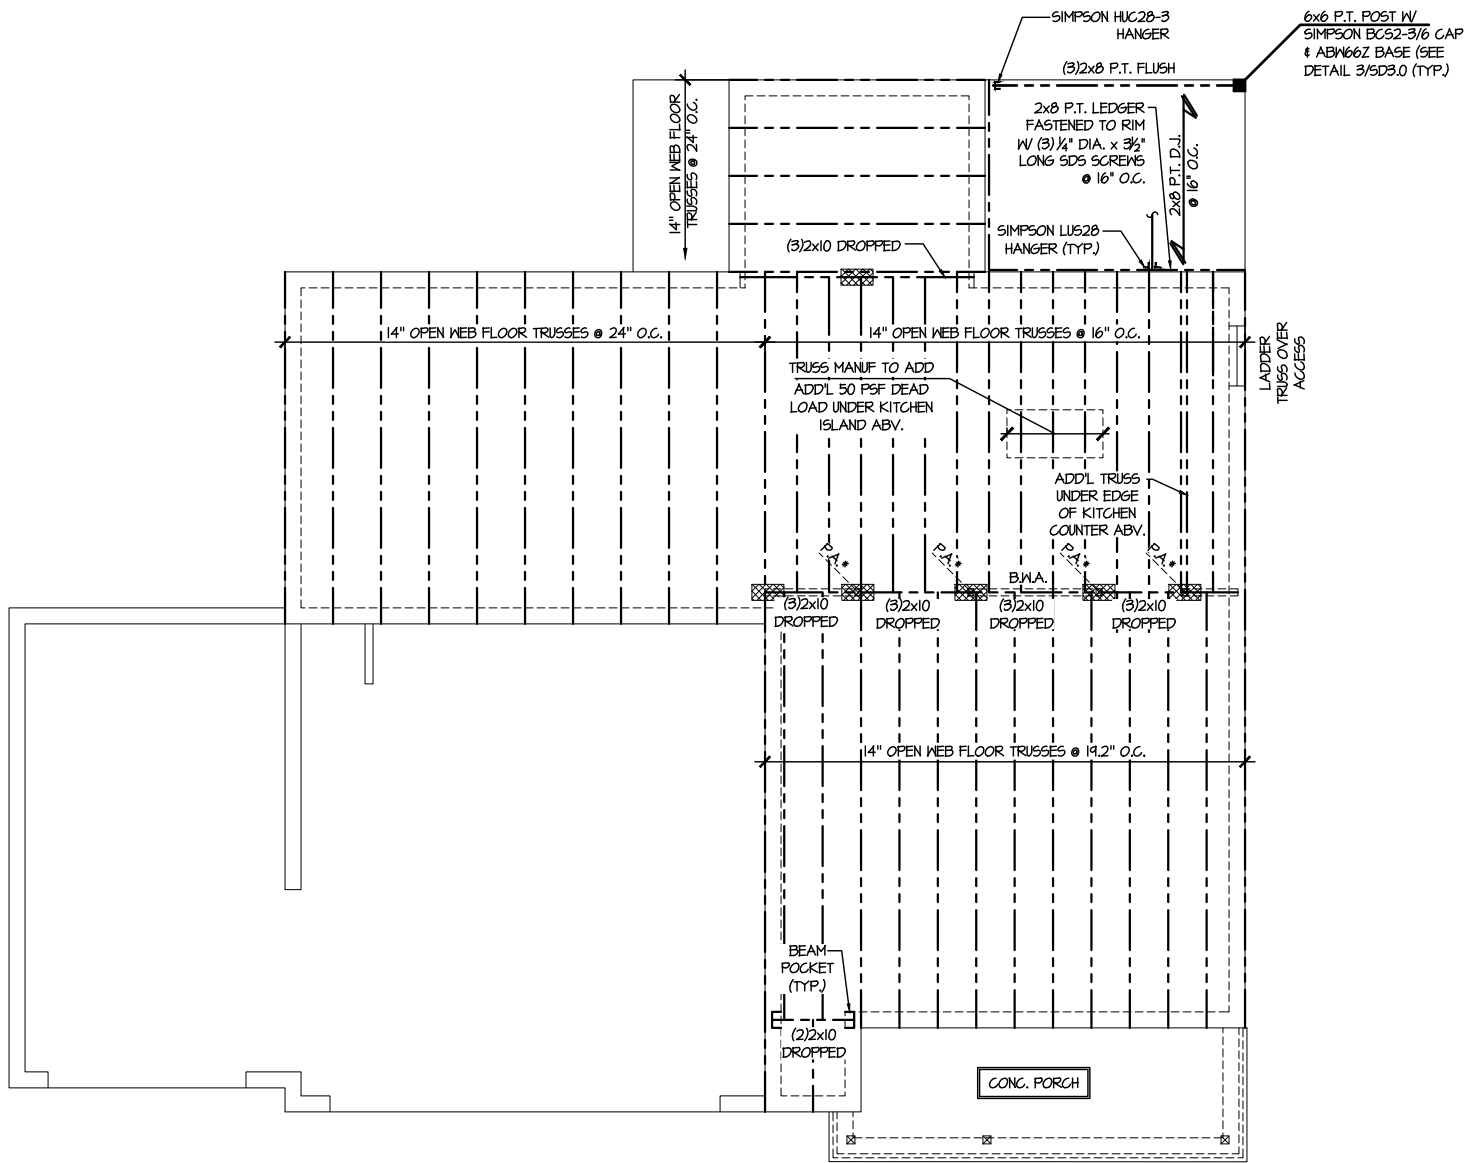 SIMPSON HUC28-3
HANGER
6x6 P.T. POST W/
SIMPSON BCS2-3/6 CAP
& ABW66Z BASE (SEE
DETAIL 3/SD3.0 (TYP.)
(3)2x8 P.T. FLUSH
14" OPEN WEB FLOOR
TRUSSES @ 24" O.C.
2x8 P.T. LEDGER
FASTENED TO RIM
W/ (3) 1/4" DIA. x 3 1/2"
LONG SDS SCREWS
@ 16" O.C.
2x8 P.T. D.J.
@ 16" O.C.
SIMPSON LUS28
HANGER (TYP.)
(3)2x10 DROPPED
14" OPEN WEB FLOOR TRUSSES @ 24" O.C.
14" OPEN WEB FLOOR TRUSSES @ 16" O.C.
LADDER
TRUSS OVER
ACCESS
TRUSS MANUF TO ADD
ADD'L 50 PSF DEAD
LOAD UNDER KITCHEN
ISLAND ABV.
ADD'L TRUSS
UNDER EDGE
OF KITCHEN
COUNTER ABV.
P.A. *
P.A. *
P.A. *
P.A. *
B.W.A.
(3)2x10
DROPPED
(3)2x10
DROPPED
(3)2x10
DROPPED
(3)2x10
DROPPED
14" OPEN WEB FLOOR TRUSSES @ 19.2" O.C.
BEAM
POCKET
(TYP.)
(2)2x10
DROPPED
CONC. PORCH